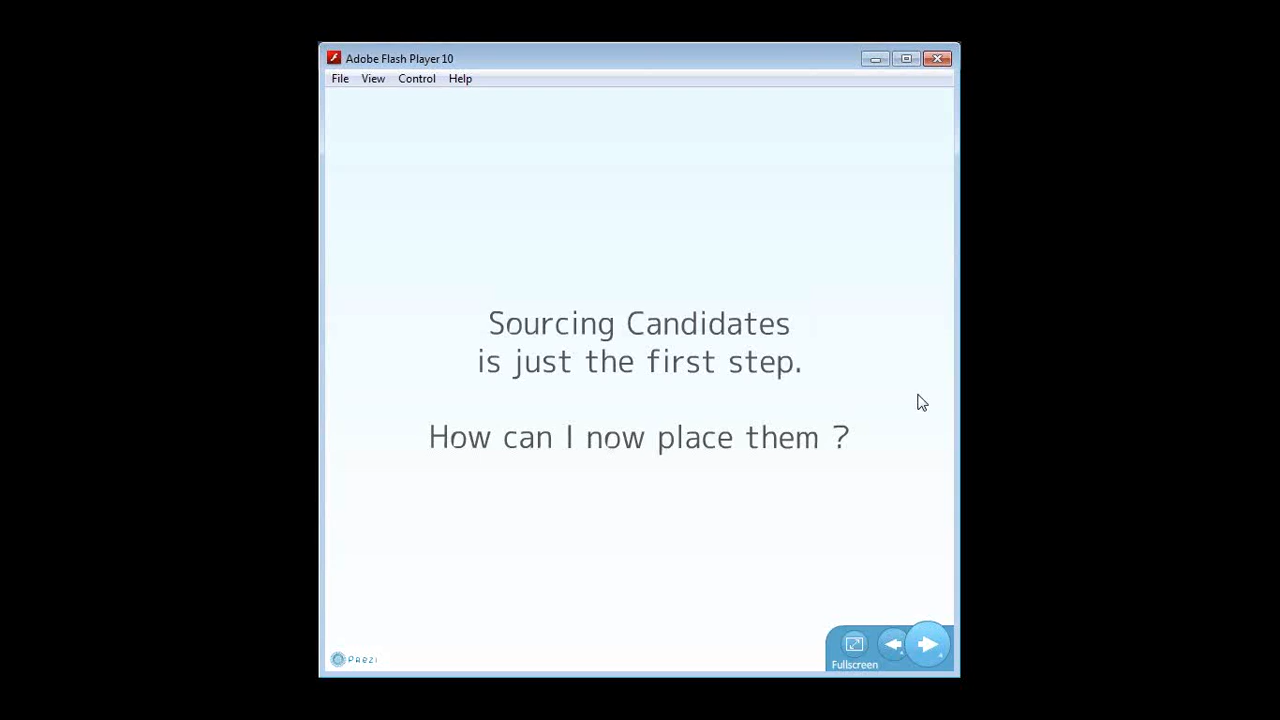 Adobe Flash Player 10
File View Control Help
Sourcing Candidates
is just the first step.
How can I now place them ?
Fullscreen
Prezi